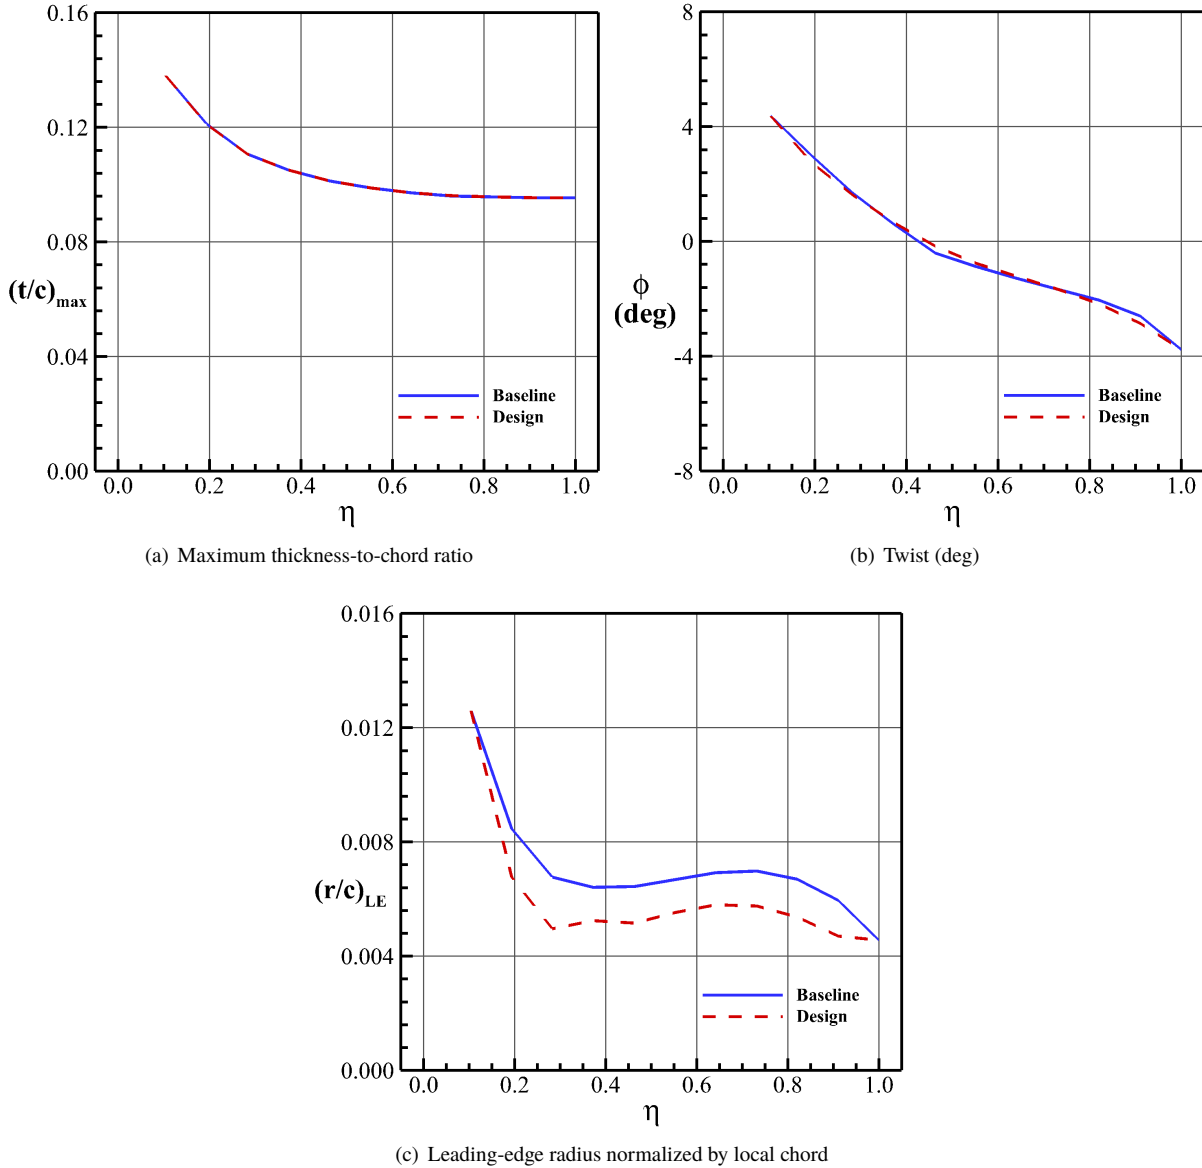 0.16
0.12
0.08
(t/c)max
0.04
0.00
Baseline
Design
0.0 0.2 0.4 0.6 0.8 1.0
η
(a) Maximum thickness-to-chord ratio
8
4
0
ϕ
(deg)
-4
-8
Baseline
Design
0.0 0.2 0.4 0.6 0.8 1.0
η
(b) Twist (deg)
0.016
0.012
0.008
(r/c)LE
0.004
0.000
Baseline
Design
0.0 0.2 0.4 0.6 0.8 1.0
η
(c) Leading-edge radius normalized by local chord